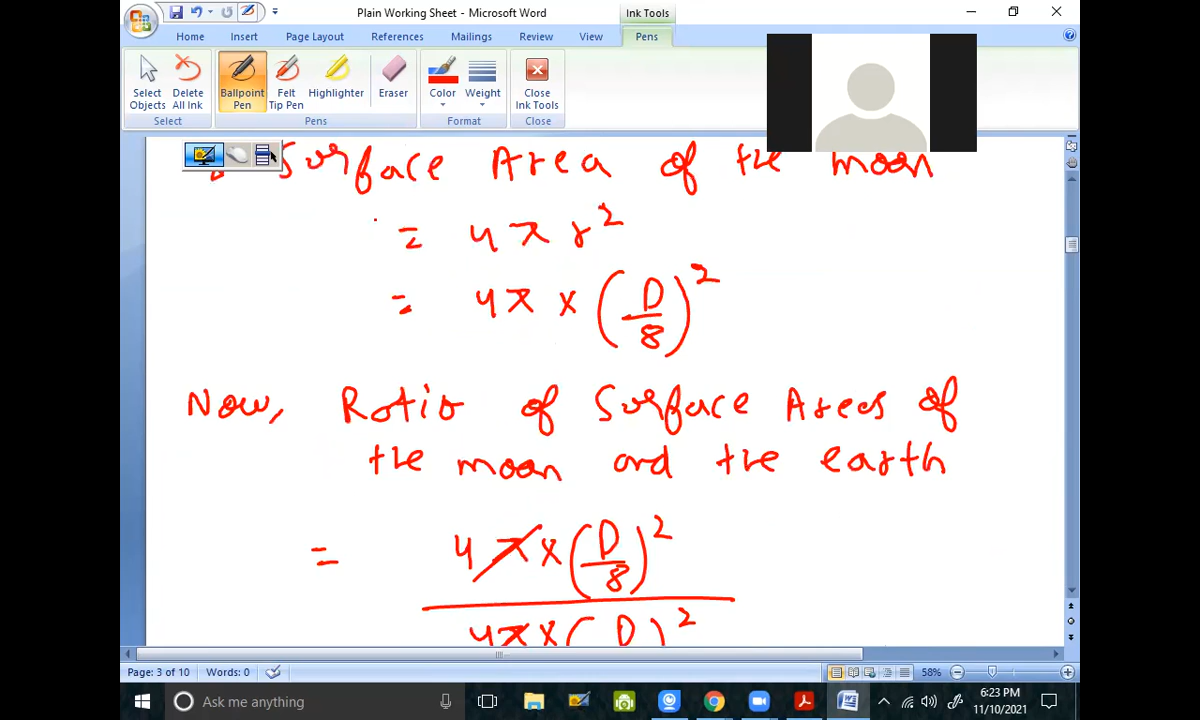 Plain Working Sheet - Microsoft Word
Ink Tools
Home Insert Page Layout References Mailings Review View Pens
Select Objects
Delete All Ink
Ballpoint Pen
Felt Tip Pen
Highlighter
Eraser
Color
Weight
Close Ink Tools
Select
Pens
Format
Close
Surface Area of the moon
= 4πr²
= 4π × (D/8)²
Now, Ratio of Surface Areas of
the moon and the earth
= 4π×(D/8)²
4π×(D )²
Page: 3 of 10 Words: 0 58%
Ask me anything
6:23 PM
11/10/2021